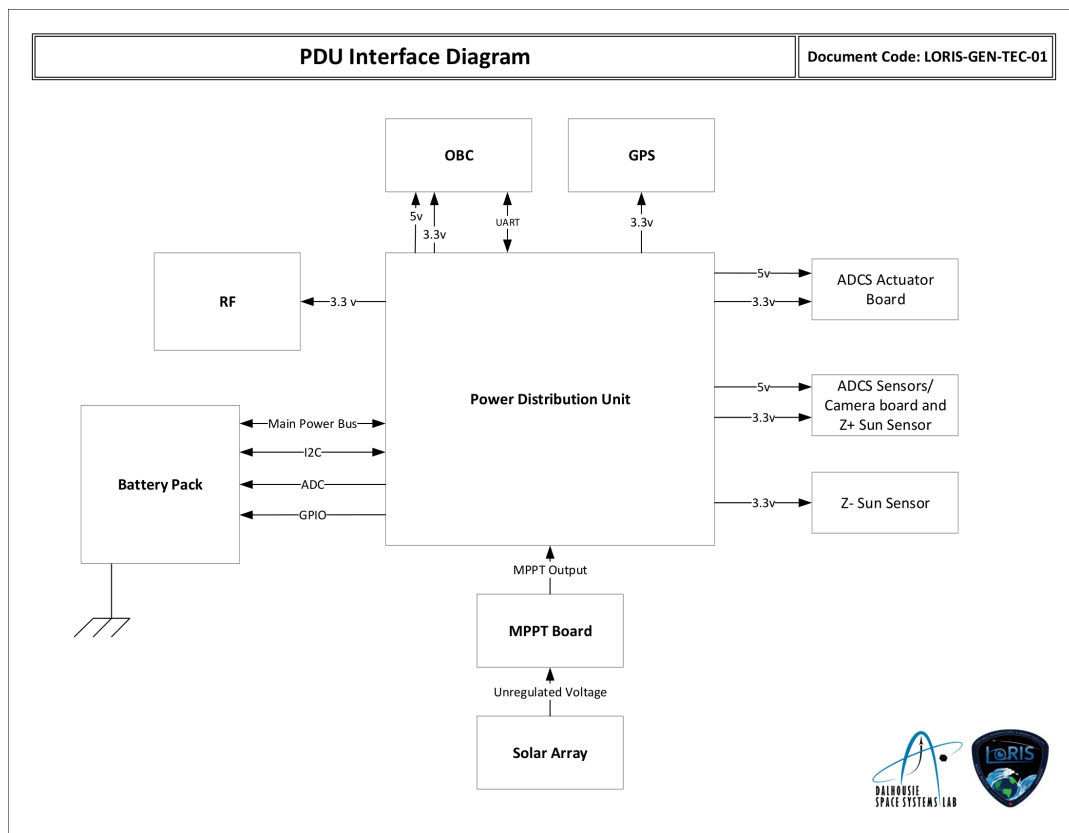 PDU Interface Diagram
Document Code: LORIS-GEN-TEC-01
OBC
GPS
5v
3.3v
UART
3.3v
RF
3.3 v
5v
3.3v
ADCS Actuator
Board
Power Distribution Unit
5v
3.3v
ADCS Sensors/
Camera board and
Z+ Sun Sensor
Battery Pack
Main Power Bus
I2C
ADC
GPIO
3.3v
Z- Sun Sensor
MPPT Output
MPPT Board
Unregulated Voltage
Solar Array
DALHOUSIE
SPACE SYSTEMS LAB
LORIS